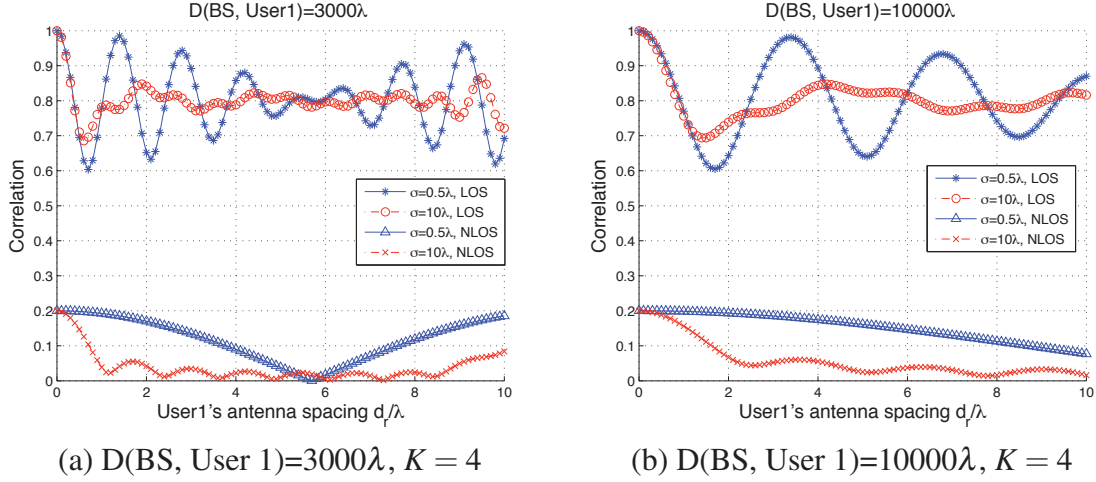 D(BS, User1)=3000λ
1
0.9
0.8
0.7
0.6
0.5
0.4
0.3
0.2
0.1
0
Correlation
σ=0.5λ, LOS
σ=10λ, LOS
σ=0.5λ, NLOS
σ=10λ, NLOS
0 2 4 6 8 10
User1's antenna spacing d_r/λ
(a) D(BS, User 1)=3000λ, K = 4
D(BS, User1)=10000λ
1
0.9
0.8
0.7
0.6
0.5
0.4
0.3
0.2
0.1
0
Correlation
σ=0.5λ, LOS
σ=10λ, LOS
σ=0.5λ, NLOS
σ=10λ, NLOS
0 2 4 6 8 10
User1's antenna spacing d_r/λ
(b) D(BS, User 1)=10000λ, K = 4